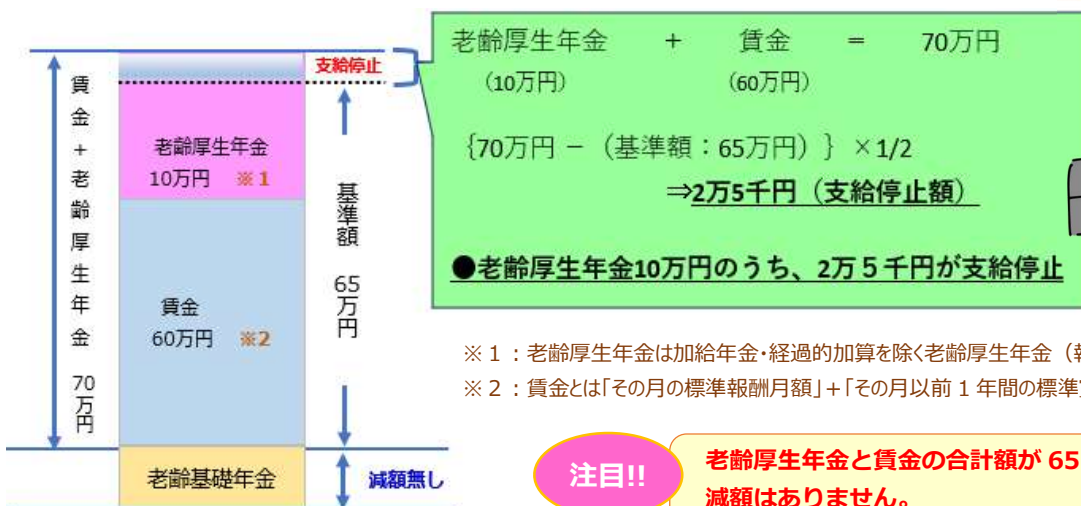 賃金+老齢厚生年金 70万円
支給停止
老齢厚生年金
10万円 ※1
基準額 65万円
賃金
60万円 ※2
老齢基礎年金
減額無し
老齢厚生年金 + 賃金 = 70万円
(10万円) (60万円)
{70万円 - (基準額:65万円)} ×1/2
⇒2万5千円(支給停止額)
●老齢厚生年金10万円のうち、2万5千円が支給停止
※1:老齢厚生年金は加給年金・経過的加算を除く老齢厚生年金(
※2:賃金とは「その月の標準報酬月額」+「その月以前1年間の標準
注目!!
老齢厚生年金と賃金の合計額が 65
減額はありません。